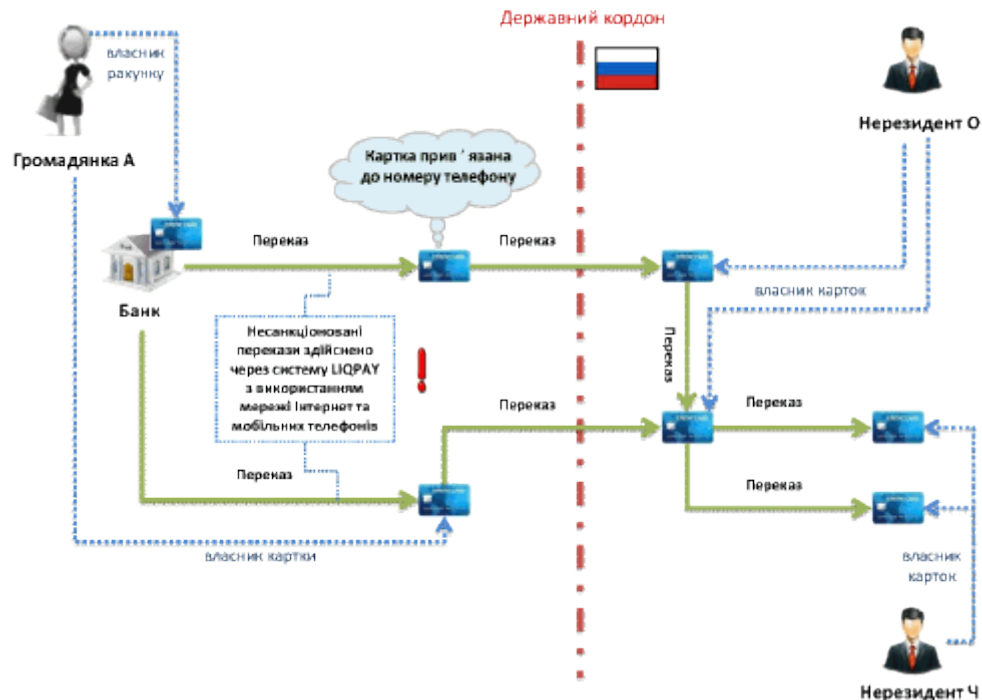 Державний кордон
власник
рахунку
Громадянка А
Нерезидент О
Картка прив ' язана
до номеру телефону
Переказ
Переказ
Банк
власник карток
Несанкціоновані
перекази здійснено
через систему LIQPAY
з використанням
мережі Інтернет та
мобільних телефонів
Переказ
Переказ
Переказ
Переказ
Переказ
власник картки
власник
карток
Нерезидент Ч